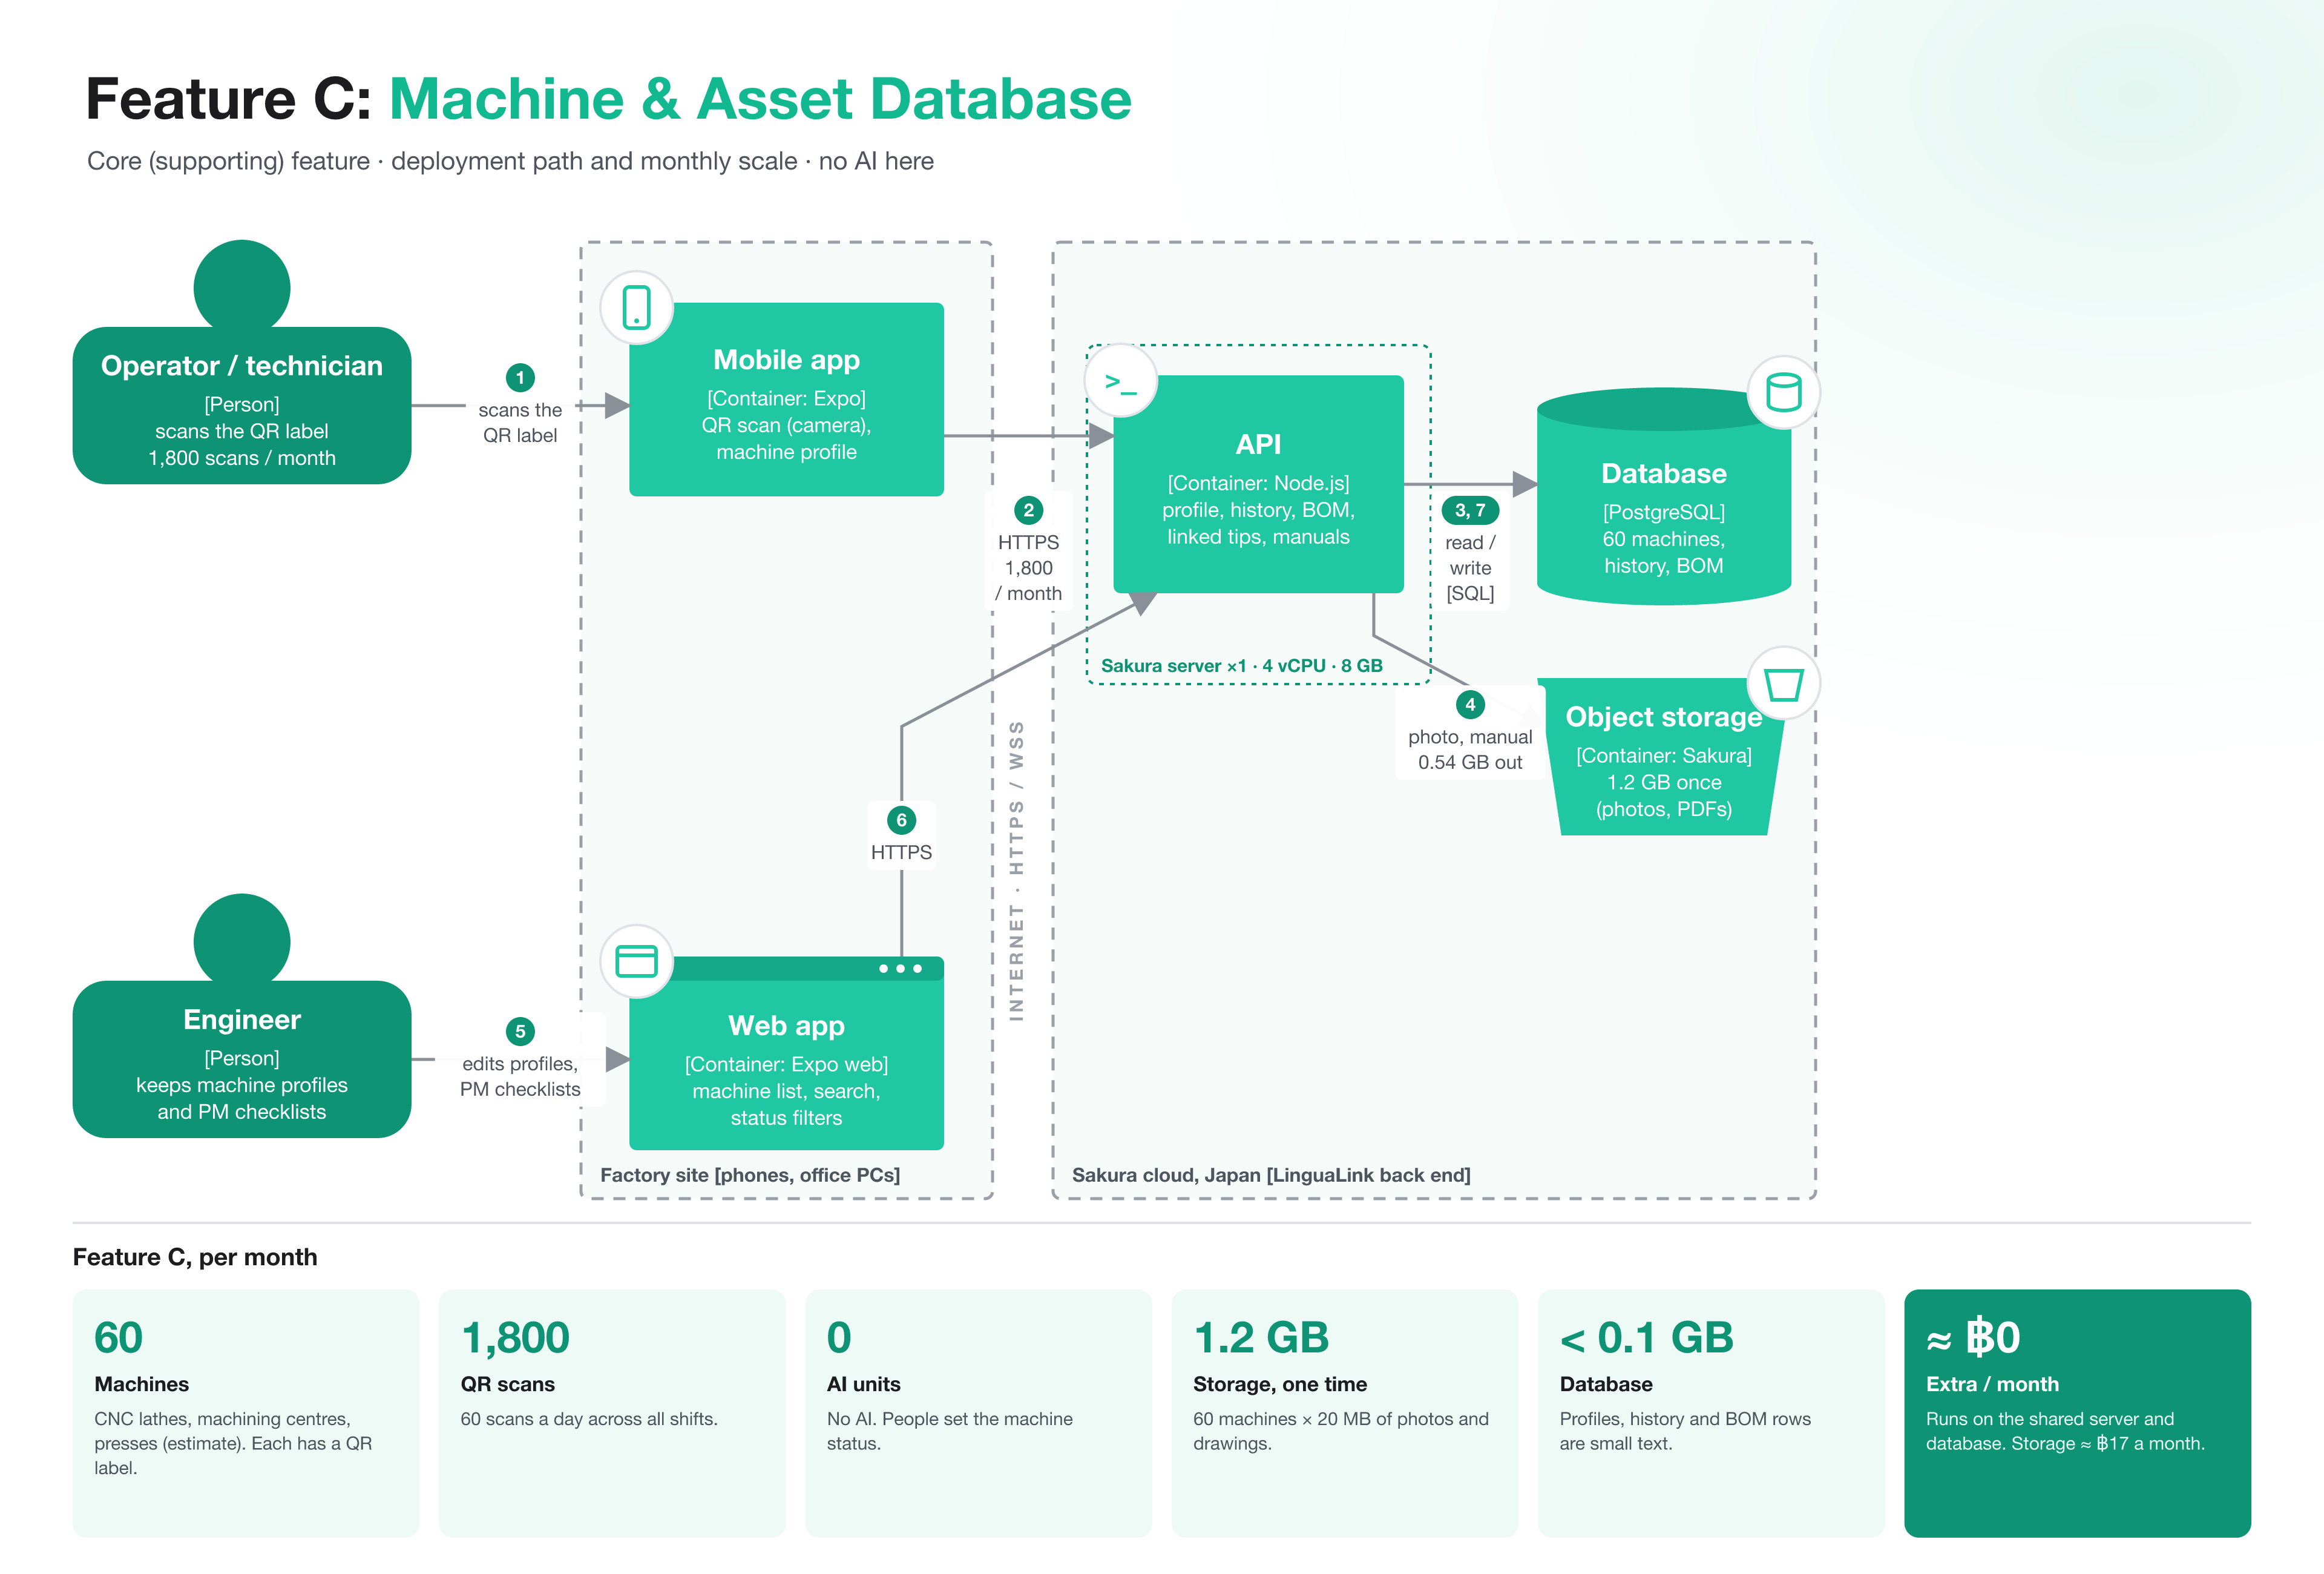 Feature C: Machine & Asset Database
Core (supporting) feature · deployment path and monthly scale · no AI here
Operator / technician
[Person]
scans the QR label
1,800 scans / month
1
scans the
QR label
Mobile app
[Container: Expo]
QR scan (camera),
machine profile
2
HTTPS
1,800
/ month
>_
API
[Container: Node.js]
profile, history, BOM,
linked tips, manuals
Sakura server ×1 · 4 vCPU · 8 GB
3, 7
read /
write
[SQL]
Database
[PostgreSQL]
60 machines,
history, BOM
4
photo, manual
0.54 GB out
Object storage
[Container: Sakura]
1.2 GB once
(photos, PDFs)
6
HTTPS
INTERNET · HTTPS / WSS
Engineer
[Person]
keeps machine profiles
and PM checklists
5
edits profiles,
PM checklists
Web app
[Container: Expo web]
machine list, search,
status filters
Factory site [phones, office PCs]
Sakura cloud, Japan [LinguaLink back end]
Feature C, per month
60
Machines
CNC lathes, machining centres,
presses (estimate). Each has a QR
label.
1,800
QR scans
60 scans a day across all shifts.
0
AI units
No AI. People set the machine
status.
1.2 GB
Storage, one time
60 machines × 20 MB of photos and
drawings.
< 0.1 GB
Database
Profiles, history and BOM rows
are small text.
≈ ฿0
Extra / month
Runs on the shared server and
database. Storage ≈ ฿17 a month.